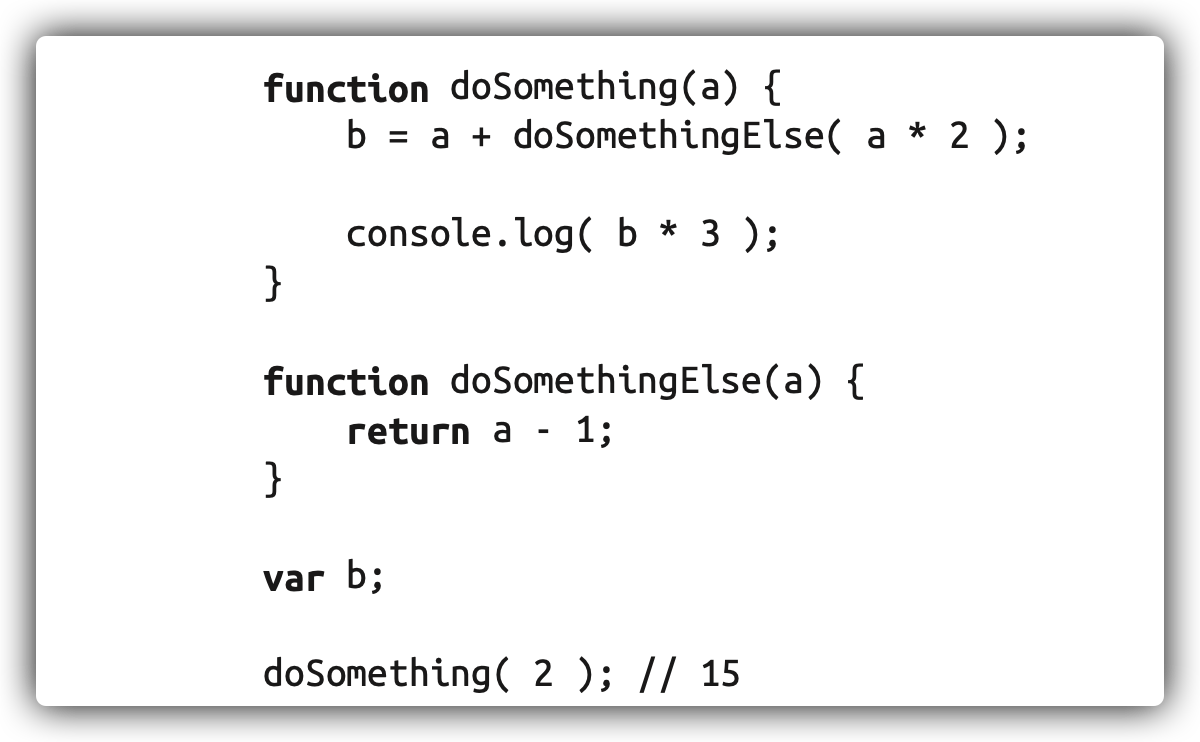 function doSomething(a) {
    b = a + doSomethingElse( a * 2 );

    console.log( b * 3 );
}

function doSomethingElse(a) {
    return a - 1;
}

var b;

doSomething( 2 ); // 15